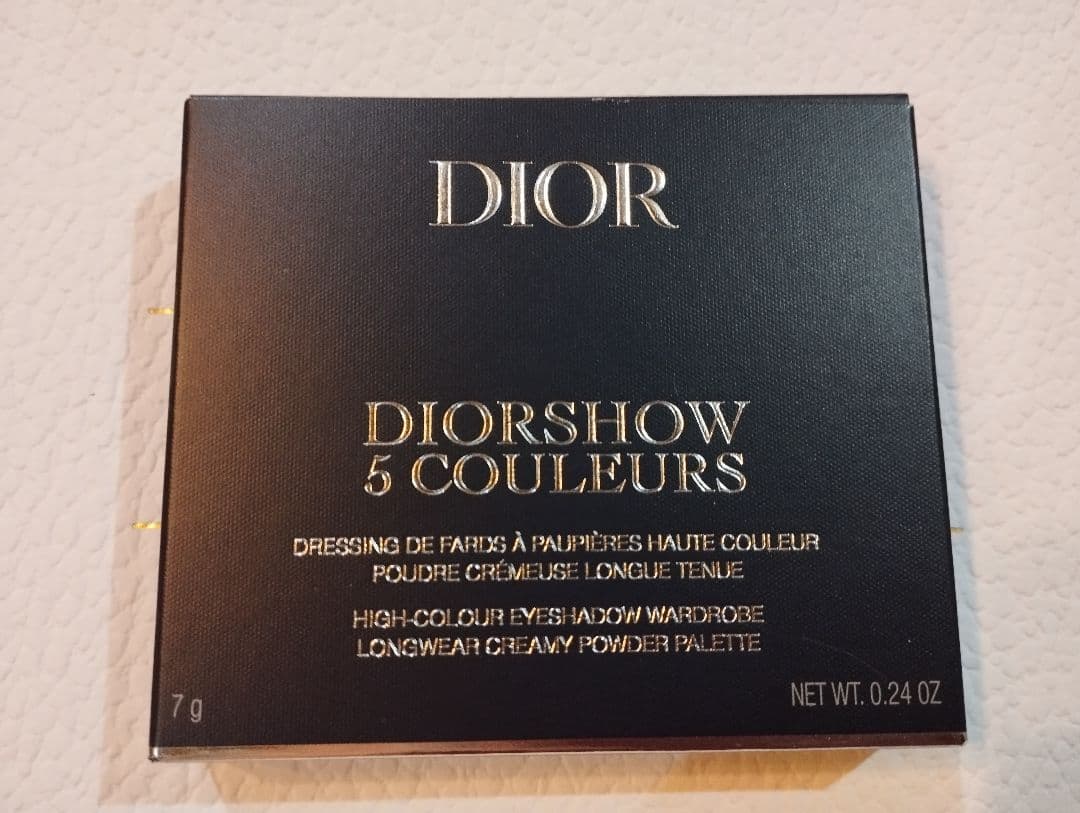 DIOR
DIORSHOW
5 COULEURS
DRESSING DE FARDS À PAUPIÈRES HAUTE COULEUR
POUDRE CRÉMEUSE LONGUE TENUE
HIGH-COLOUR EYESHADOW WARDROBE
LONGWEAR CREAMY POWDER PALETTE
7 g
NET WT. 0.24 OZ